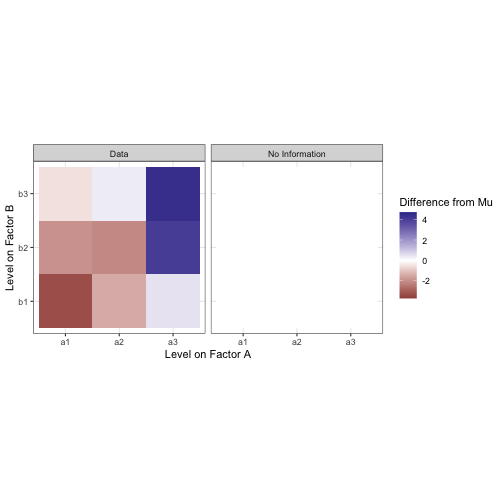 Data
No Information
Level on Factor B
b3
b2
b1
a1
a2
a3
a1
a2
a3
Level on Factor A
Difference from Mu
4
2
0
-2